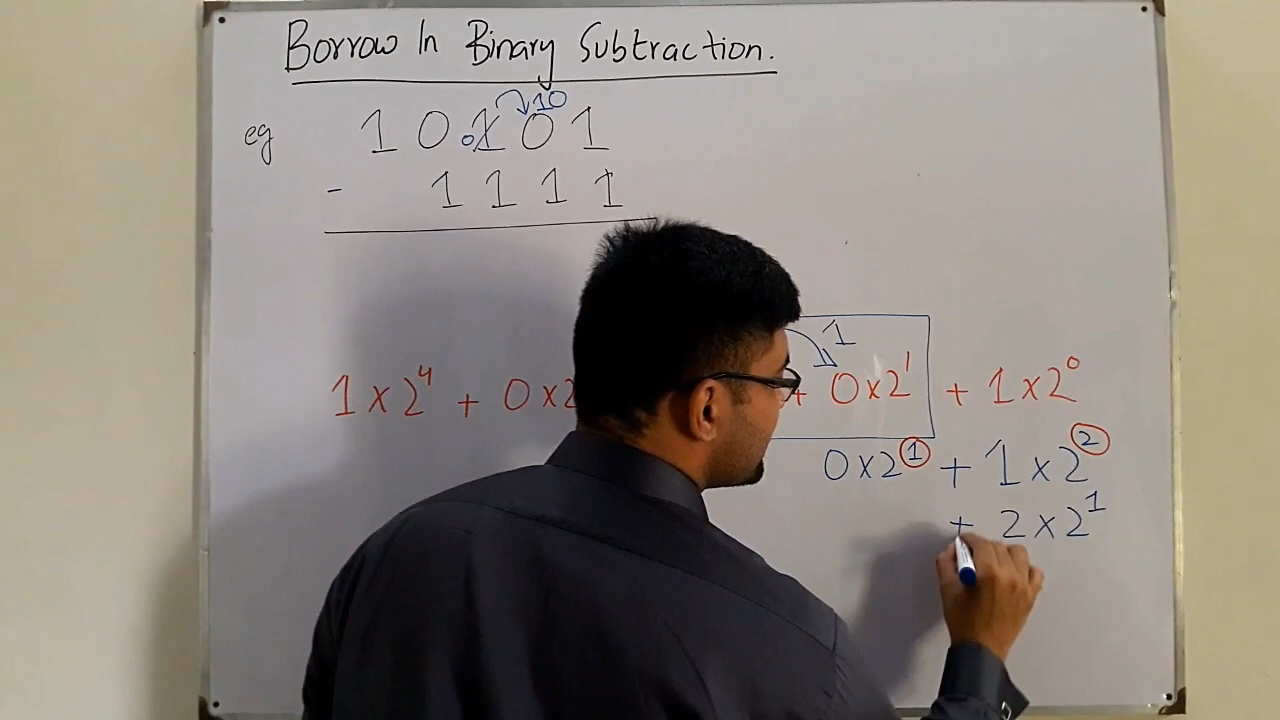 Borrow In Binary Subtraction.
10
eg 1 0 0 1 0 1
- 1 1 1 1
1
1 x 2⁴ + 0 x 2 + 0 x 2¹ + 1 x 2⁰
0 x 2¹ + 1 x 2²
+ 2 x 2¹